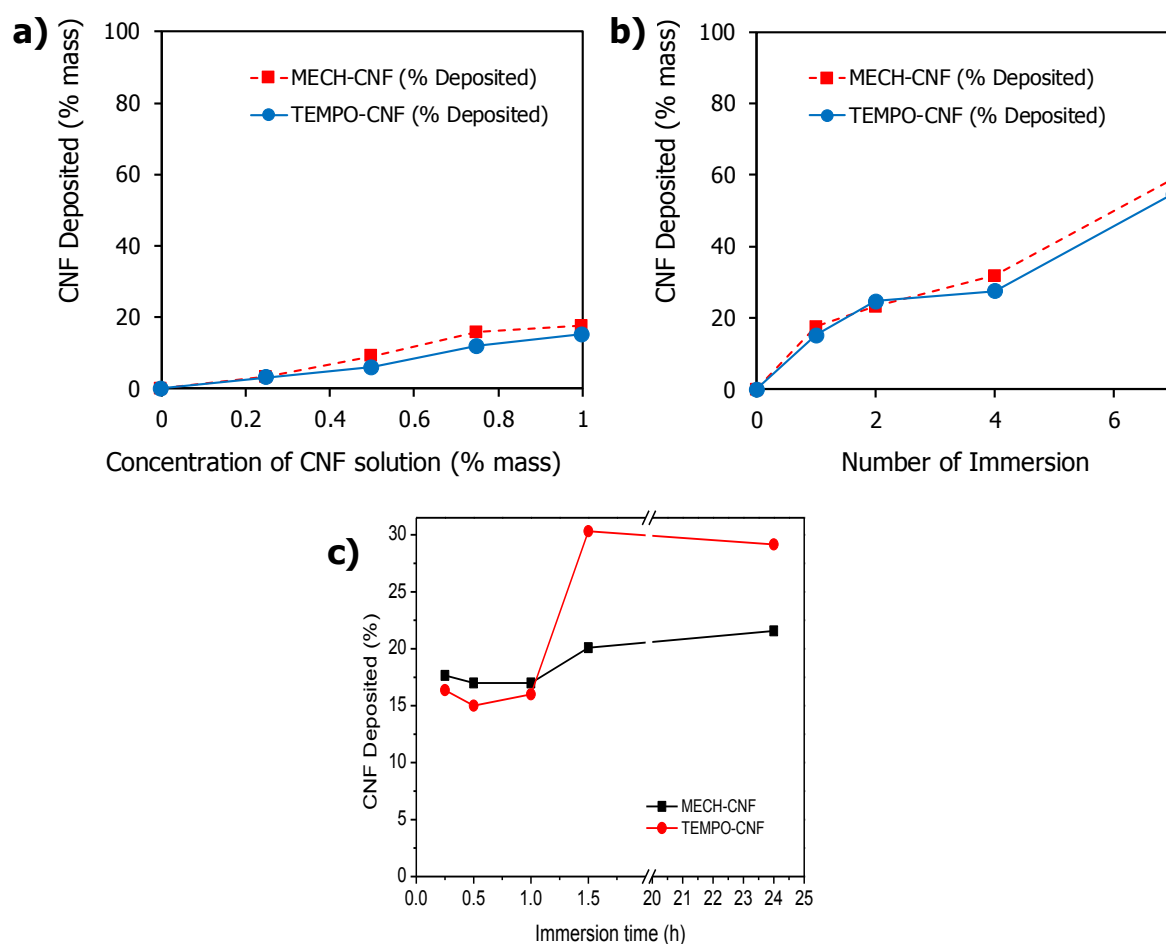 a)
CNF Deposited (% mass)
100
80
60
40
20
0
MECH-CNF (% Deposited)
TEMPO-CNF (% Deposited)
0
0.2
0.4
0.6
0.8
1
Concentration of CNF solution (% mass)
b)
CNF Deposited (% mass)
100
80
60
40
20
0
MECH-CNF (% Deposited)
TEMPO-CNF (% Deposited)
0
2
4
6
Number of Immersion
c)
CNF Deposited (%)
30
25
20
15
10
5
0
MECH-CNF
TEMPO-CNF
0.0
0.5
1.0
1.5
20
21
22
23
24
25
Immersion time (h)